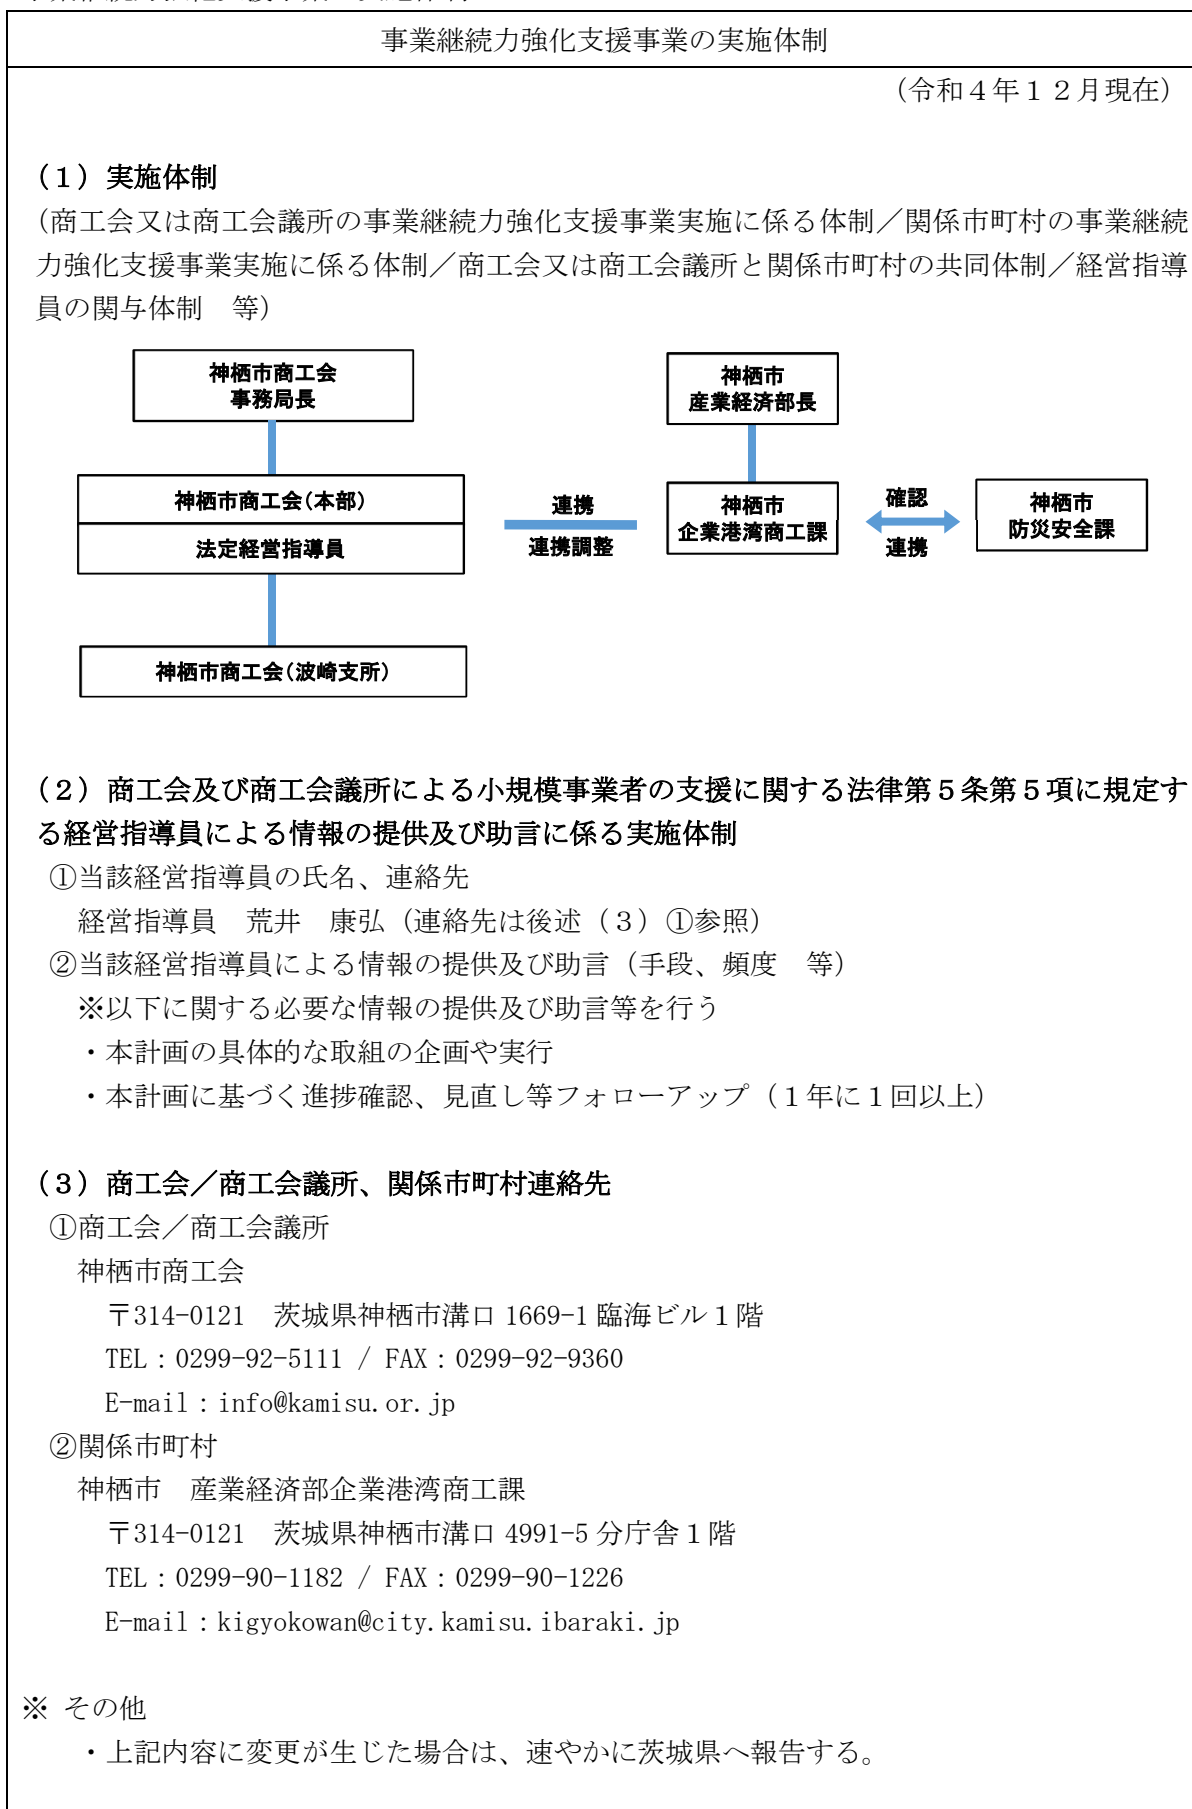 事業継続力強化支援事業の実施体制
（令和４年１２月現在）
（１）実施体制
（商工会又は商工会議所の事業継続力強化支援事業実施に係る体制／関係市町村の事業継続
力強化支援事業実施に係る体制／商工会又は商工会議所と関係市町村の共同体制／経営指導
員の関与体制　等）
神栖市商工会
事務局長
神栖市
産業経済部長
神栖市商工会（本部）
法定経営指導員
連携
連携調整
神栖市
企業港湾商工課
確認
連携
神栖市
防災安全課
神栖市商工会（波崎支所）
（２）商工会及び商工会議所による小規模事業者の支援に関する法律第５条第５項に規定す
る経営指導員による情報の提供及び助言に係る実施体制
①当該経営指導員の氏名、連絡先
経営指導員　荒井　康弘（連絡先は後述（３）①参照）
②当該経営指導員による情報の提供及び助言（手段、頻度　等）
※以下に関する必要な情報の提供及び助言等を行う
・本計画の具体的な取組の企画や実行
・本計画に基づく進捗確認、見直し等フォローアップ（１年に１回以上）
（３）商工会／商工会議所、関係市町村連絡先
①商工会／商工会議所
神栖市商工会
〒314-0121　茨城県神栖市溝口 1669-1 臨海ビル１階
TEL：0299-92-5111 / FAX：0299-92-9360
E-mail：info@kamisu.or.jp
②関係市町村
神栖市　産業経済部企業港湾商工課
〒314-0121　茨城県神栖市溝口 4991-5 分庁舎１階
TEL：0299-90-1182 / FAX：0299-90-1226
E-mail：kigyokowan@city.kamisu.ibaraki.jp
※ その他
・上記内容に変更が生じた場合は、速やかに茨城県へ報告する。